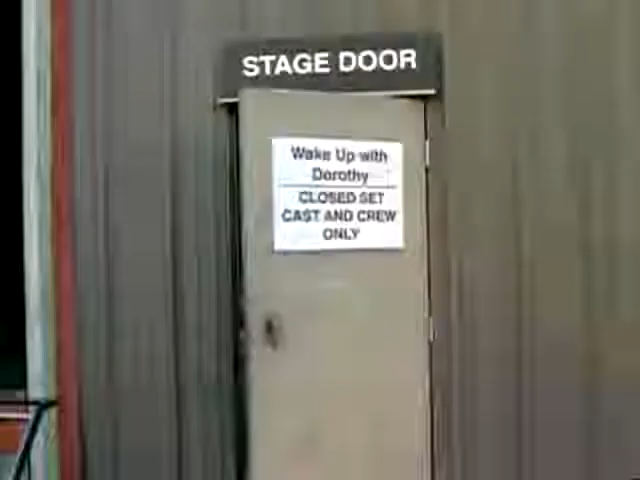 STAGE DOOR
Wake Up with
Dorothy
CLOSED SET
CAST AND CREW
ONLY